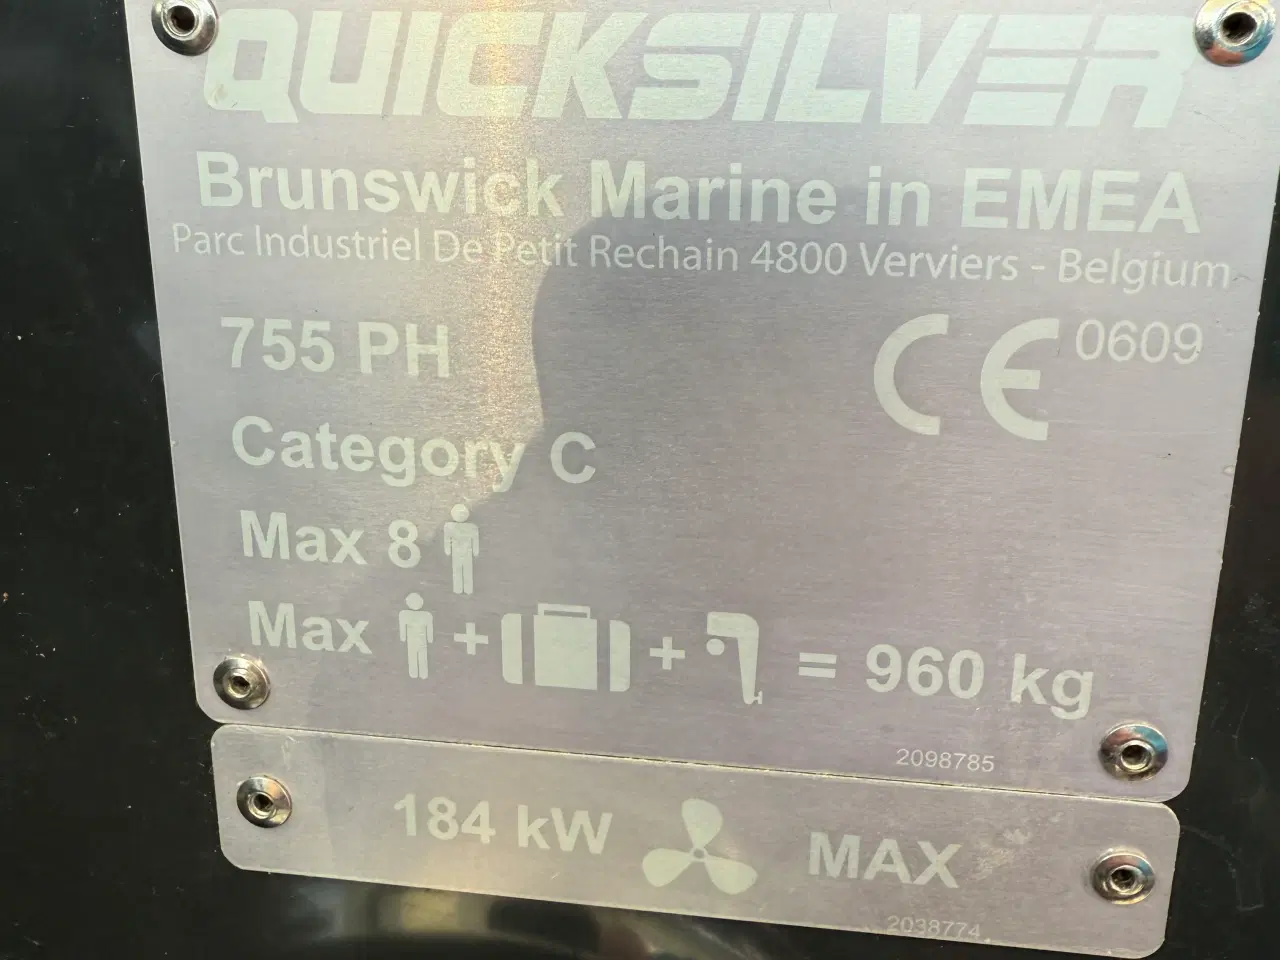 QUICKSILVER
Brunswick Marine in EMEA
Parc Industriel De Petit Rechain 4800 Verviers - Belgium
755 PH
CE 0609
Category C
Max 8
Max + + = 960 kg
2098785
184 kW MAX
2038774